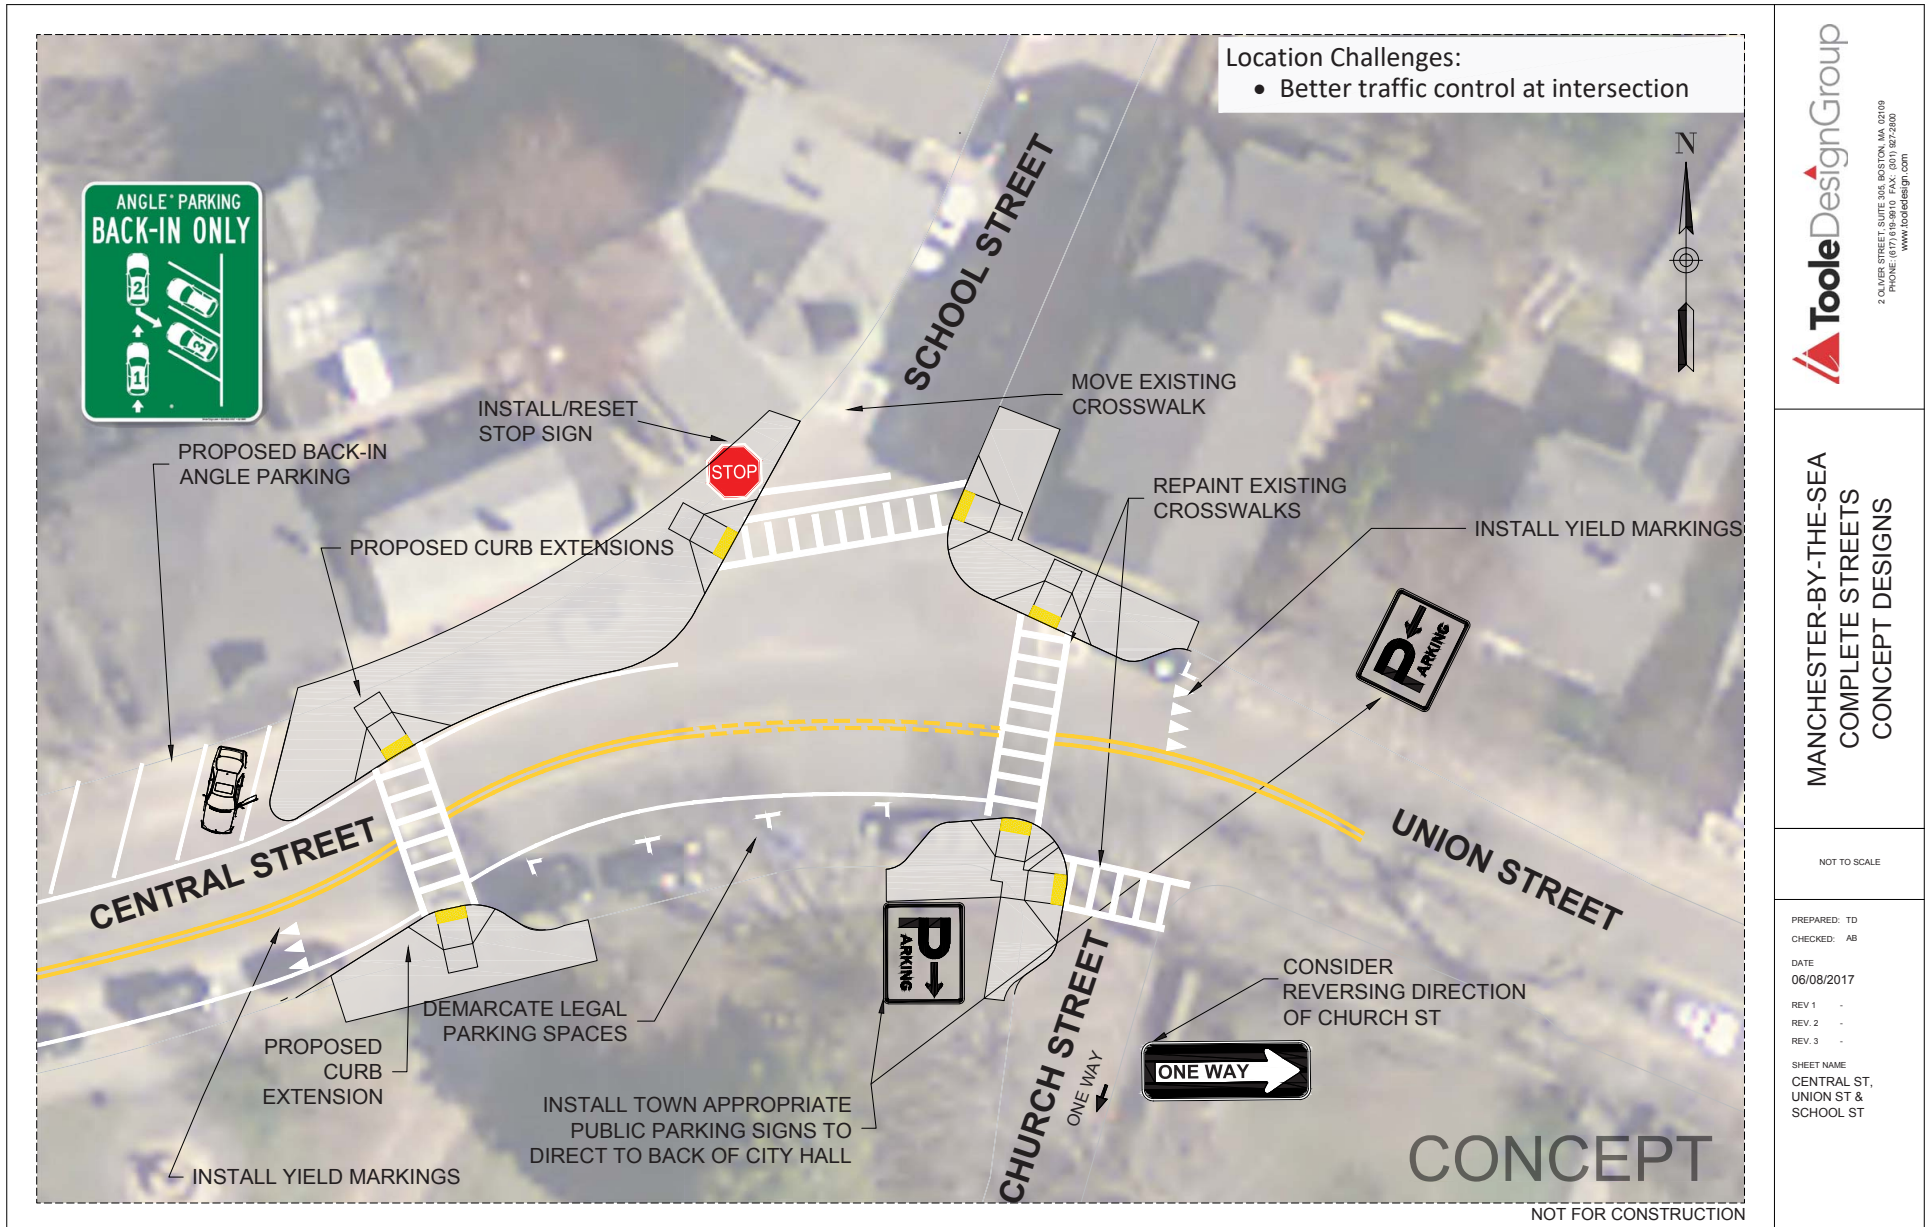 Location Challenges:
• Better traffic control at intersection
N
ANGLE PARKING
BACK-IN ONLY
2
3
1
SCHOOL STREET
MOVE EXISTING
CROSSWALK
INSTALL/RESET
STOP SIGN
STOP
PROPOSED BACK-IN
ANGLE PARKING
REPAINT EXISTING
CROSSWALKS
INSTALL YIELD MARKINGS
PROPOSED CURB EXTENSIONS
P
ARKING
CENTRAL STREET
UNION STREET
P
ARKING
DEMARCATE LEGAL
PARKING SPACES
PROPOSED
CURB
EXTENSION
CHURCH STREET
ONE WAY
CONSIDER
REVERSING DIRECTION
OF CHURCH ST
ONE WAY
INSTALL TOWN APPROPRIATE
PUBLIC PARKING SIGNS TO
DIRECT TO BACK OF CITY HALL
INSTALL YIELD MARKINGS
CONCEPT
NOT FOR CONSTRUCTION
TooleDesignGroup
2 OLIVER STREET, SUITE 305, BOSTON, MA 02109
PHONE: (617) 619-9910 FAX: (301) 927-2800
www.tooledesign.com
MANCHESTER-BY-THE-SEA
COMPLETE STREETS
CONCEPT DESIGNS
NOT TO SCALE
PREPARED: TD
CHECKED: AB
DATE
06/08/2017
REV 1 -
REV. 2 -
REV. 3 -
SHEET NAME
CENTRAL ST,
UNION ST &
SCHOOL ST